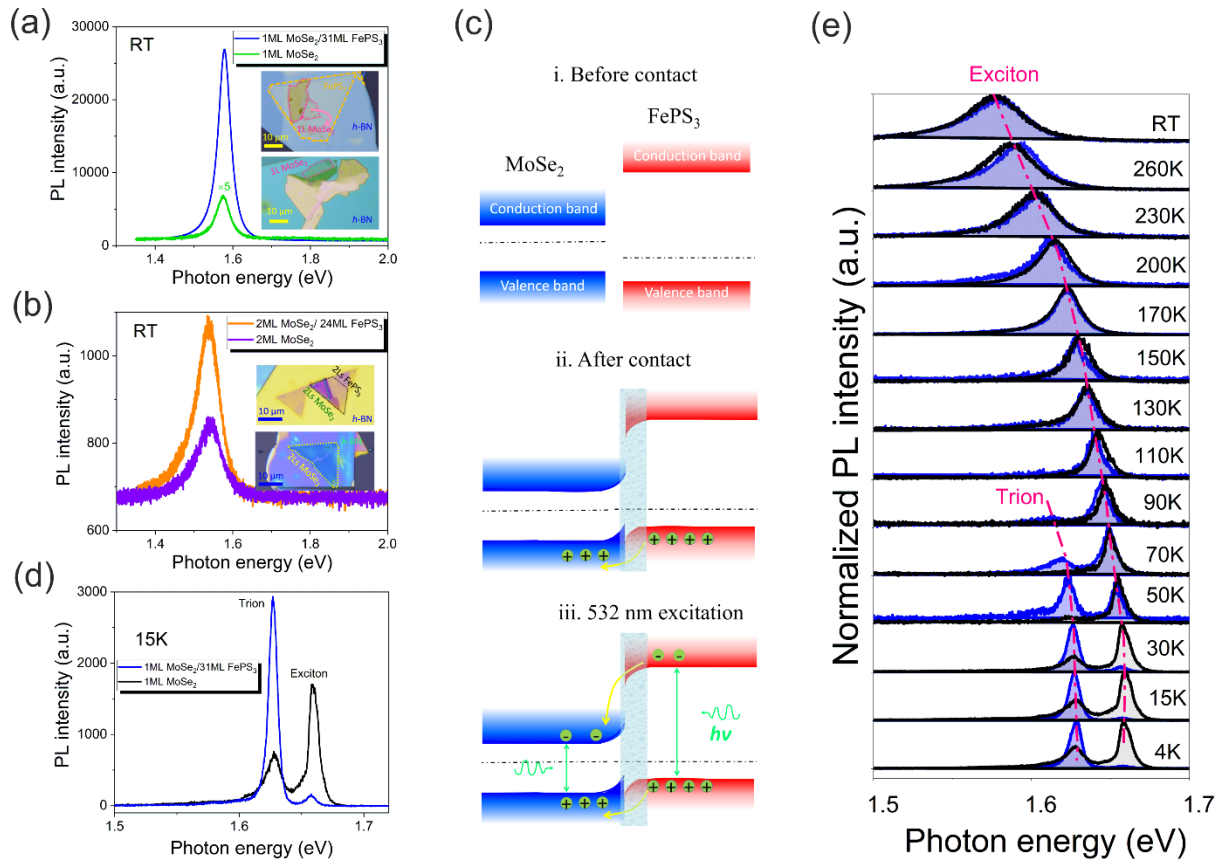 (a)
RT
1ML MoSe₂/31ML FePS₃
1ML MoSe₂
1L MoSe₂
h-BN
10 μm
1L MoSe₂
h-BN
10 μm
×5
30000
20000
10000
0
PL intensity (a.u.)
1.4
1.6
1.8
2.0
Photon energy (eV)
(b)
RT
2ML MoSe₂/ 24ML FePS₃
2ML MoSe₂
2Ls FePS₃
2Ls MoSe₂
10 μm
h-BN
2Ls MoSe₂
10 μm
h-BN
1000
800
600
PL intensity (a.u.)
1.4
1.6
1.8
2.0
Photon energy (eV)
(d)
15K
Trion
Exciton
1ML MoSe₂/31ML FePS₃
1ML MoSe₂
3000
2000
1000
0
PL intensity (a.u.)
1.5
1.6
1.7
Photon energy (eV)
(c)
i. Before contact
FePS₃
MoSe₂
Conduction band
Conduction band
Valence band
Valence band
ii. After contact
+ + +
+ + + +
iii. 532 nm excitation
- -
- -
hν
+ + +
+ + + +
(e)
Exciton
RT
260K
230K
200K
170K
150K
130K
110K
90K
Trion
70K
50K
30K
15K
4K
Normalized PL intensity (a.u.)
1.5
1.6
1.7
Photon energy (eV)